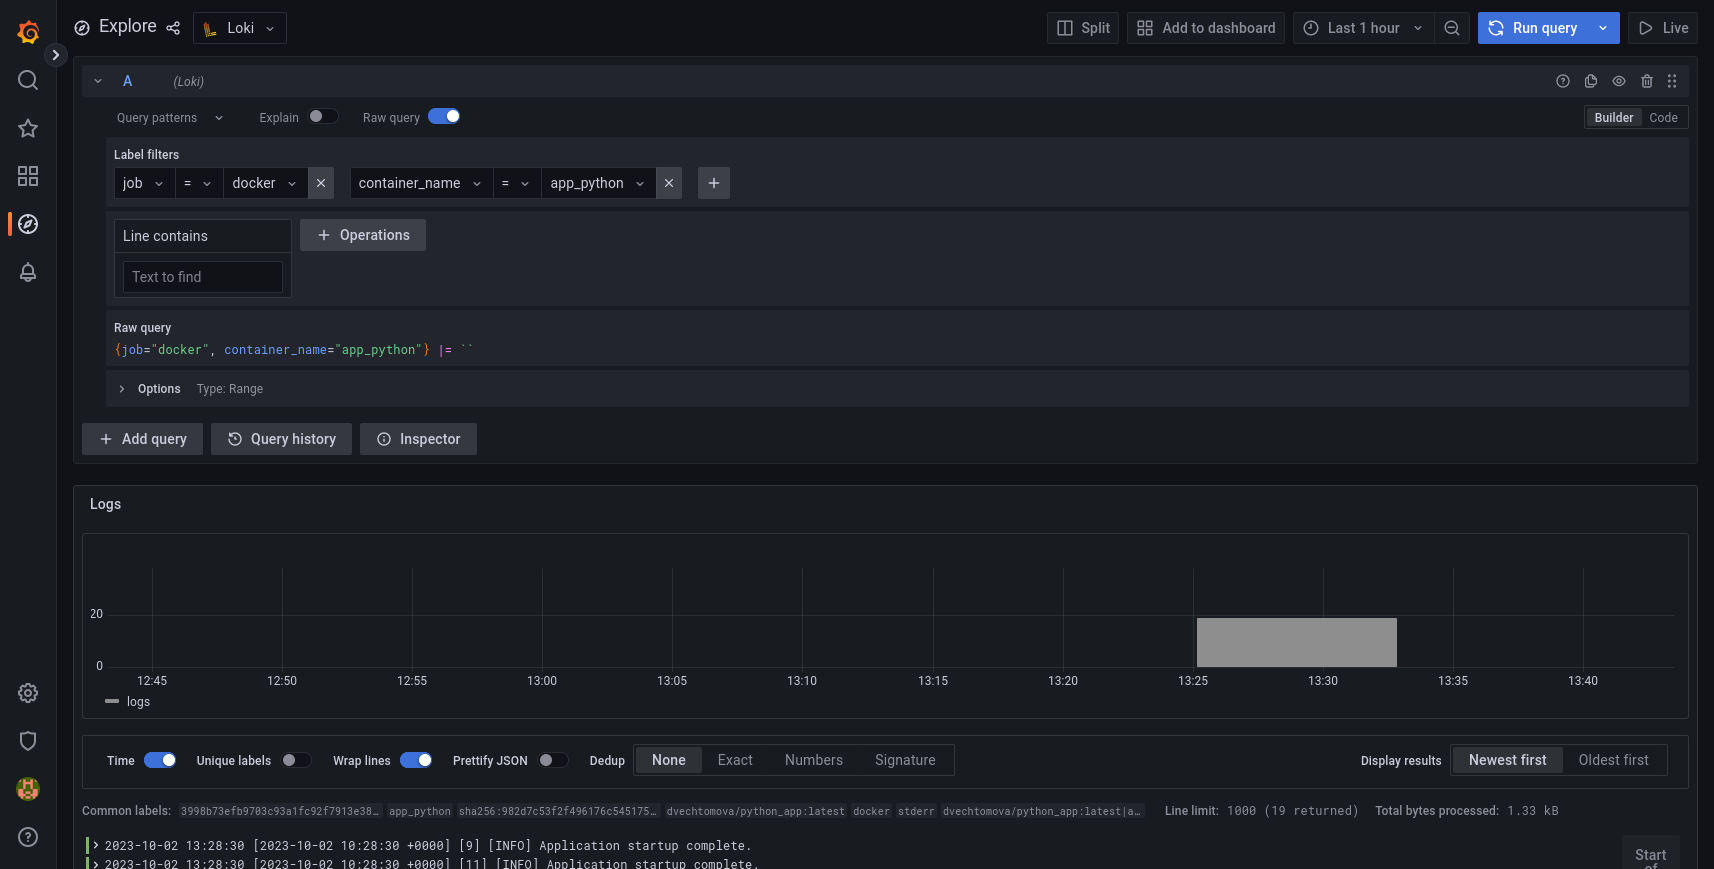 Explore
Loki
Split
Add to dashboard
Last 1 hour
Run query
Live
A
(Loki)
Query patterns
Explain
Raw query
Builder
Code
Label filters
job
=
docker
container_name
=
app_python
Line contains
Operations
Text to find
Raw query
{job="docker", container_name="app_python"} |= ``
Options
Type: Range
Add query
Query history
Inspector
Logs
20
0
12:45
12:50
12:55
13:00
13:05
13:10
13:15
13:20
13:25
13:30
13:35
13:40
logs
Time
Unique labels
Wrap lines
Prettify JSON
Dedup
None
Exact
Numbers
Signature
Display results
Newest first
Oldest first
Common labels: 3998b73efb9703c93a1fc92f7913e38… app_python sha256:982d7c53f2f496176c545175… dvechtomova/python_app:latest docker stderr dvechtomova/python_app:latest|a…
Line limit: 1000 (19 returned)
Total bytes processed: 1.33 kB
2023-10-02 13:28:30 [2023-10-02 10:28:30 +0000] [9] [INFO] Application startup complete.
2023-10-02 13:28:30 [2023-10-02 10:28:30 +0000] [11] [INFO] Application startup complete.
Start
of